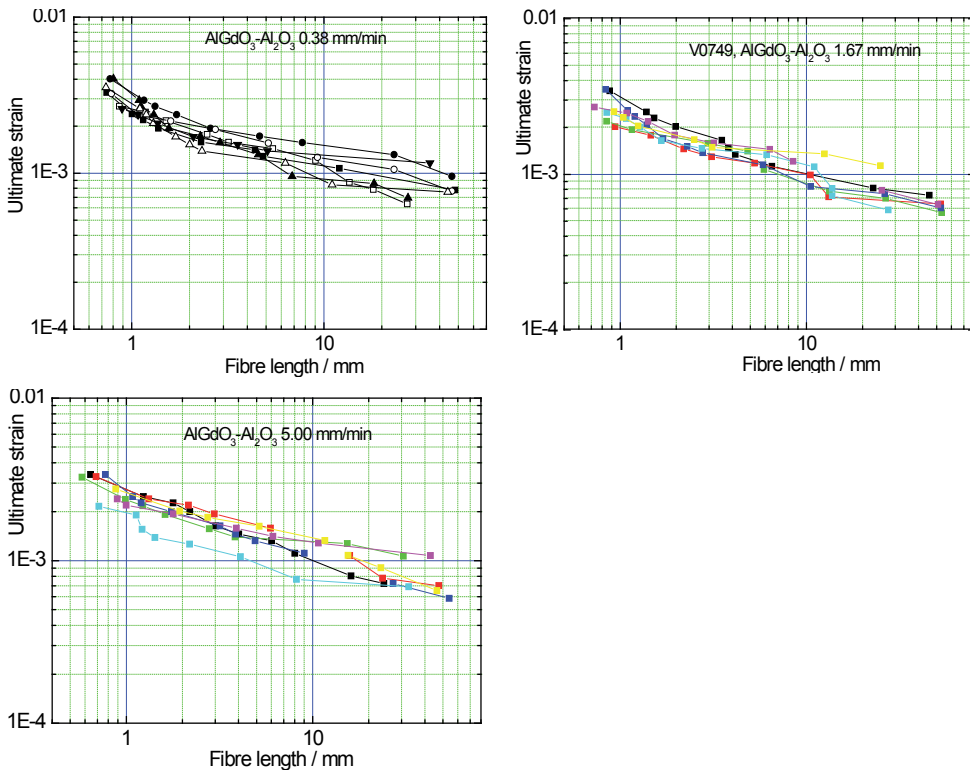 0.01
AlGdO₃-Al₂O₃ 0.38 mm/min
Ultimate strain
1E-3
1E-4
1
10
Fibre length / mm
0.01
V0749, AlGdO₃-Al₂O₃ 1.67 mm/min
Ultimate strain
1E-3
1E-4
1
10
Fibre length / mm
0.01
AlGdO₃-Al₂O₃ 5.00 mm/min
Ultimate strain
1E-3
1E-4
1
10
Fibre length / mm